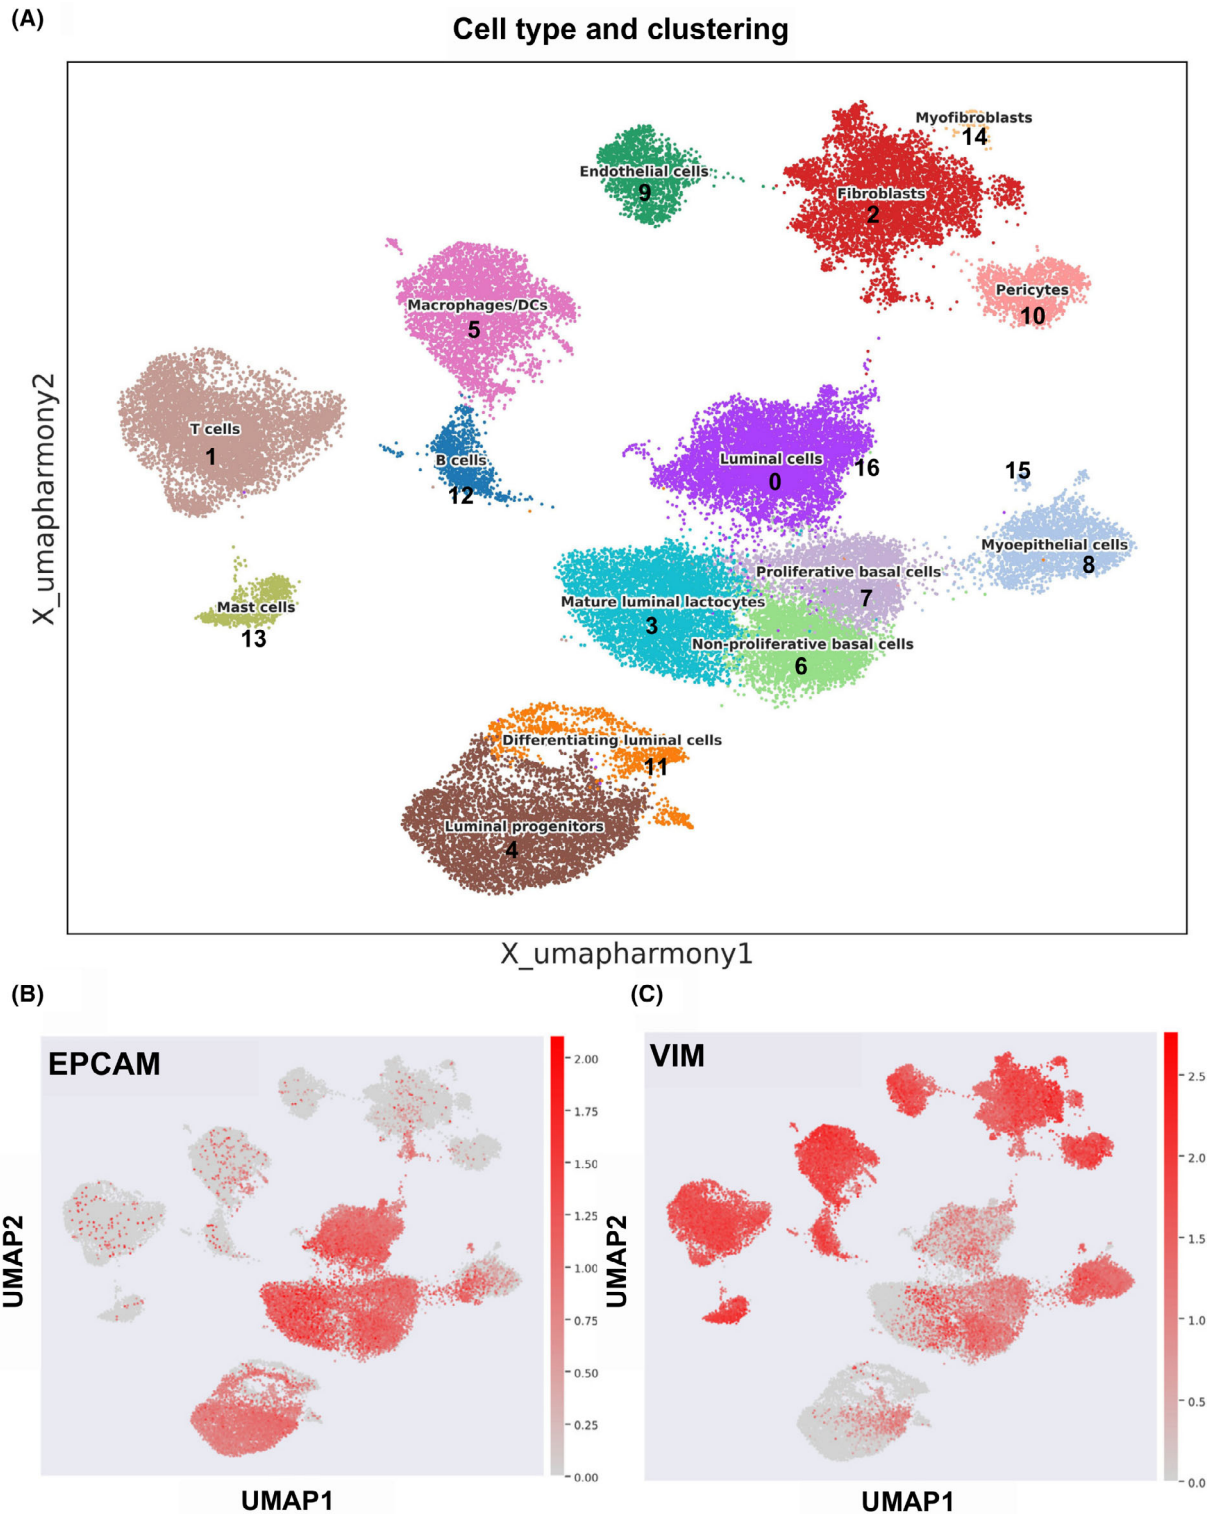 (A)
Cell type and clustering
Myofibroblasts
14
Endothelial cells
9
Fibroblasts
2
Pericytes
10
Macrophages/DCs
5
T cells
1
B cells
12
Luminal cells
0
16
15
Myoepithelial cells
8
Proliferative basal cells
7
Mature luminal lactocytes
3
Non-proliferative basal cells
6
Mast cells
13
Differentiating luminal cells
11
Luminal progenitors
4
X_umapharmony2
X_umapharmony1
(B)
EPCAM
2.00
1.75
1.50
1.25
1.00
0.75
0.50
0.25
0.00
UMAP2
UMAP1
(C)
VIM
2.5
2.0
1.5
1.0
0.5
0.0
UMAP2
UMAP1